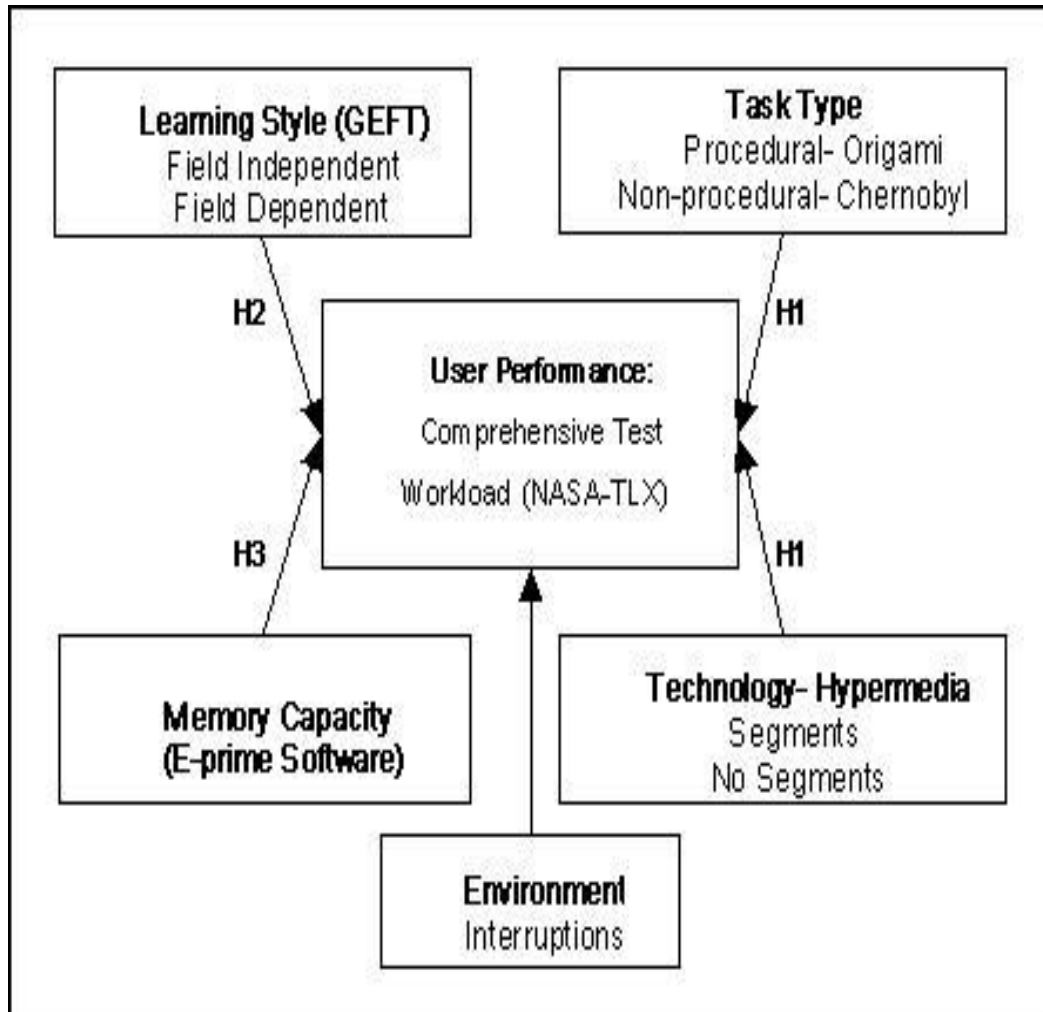 Learning Style (GEFT)
Field Independent
Field Dependent
Task Type
Procedural- Origami
Non-procedural- Chernobyl
H2
H1
User Performance:
Comprehensive Test
Workload (NASA-TLX)
H3
H1
Memory Capacity
(E-prime Software)
Technology- Hypermedia
Segments
No Segments
Environment
Interruptions